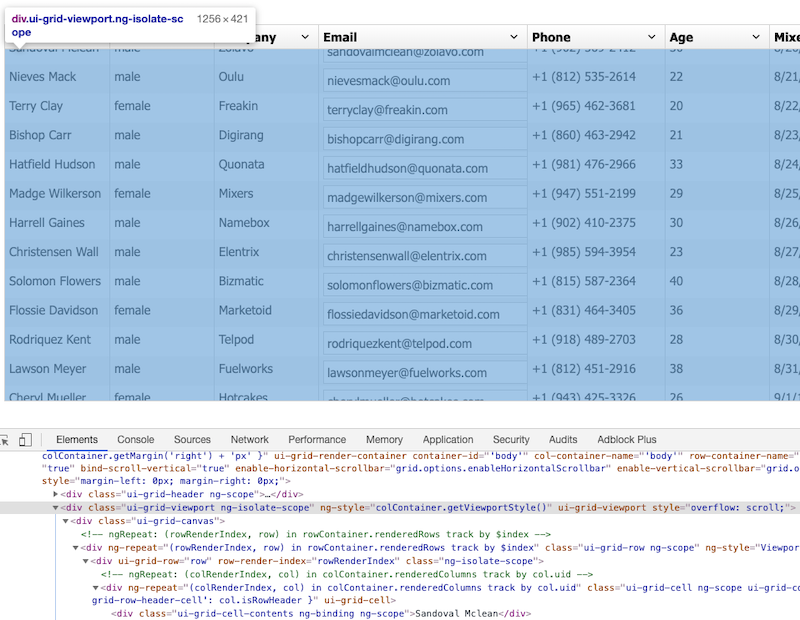 div.ui-grid-viewport.ng-isolate-sc 1256 × 421
ope
any Email Phone Age Mixe
sandovalmclean@zolavo.com
Nieves Mack male Oulu nievesmack@oulu.com +1 (812) 535-2614 22 8/21,
Terry Clay female Freakin terryclay@freakin.com +1 (965) 462-3681 20 8/22,
Bishop Carr male Digirang bishopcarr@digirang.com +1 (860) 463-2942 21 8/23,
Hatfield Hudson male Quonata hatfieldhudson@quonata.com +1 (981) 476-2966 33 8/24,
Madge Wilkerson female Mixers madgewilkerson@mixers.com +1 (947) 551-2199 29 8/25,
Harrell Gaines male Namebox harrellgaines@namebox.com +1 (902) 410-2375 30 8/26,
Christensen Wall male Elentrix christensenwall@elentrix.com +1 (985) 594-3954 23 8/27,
Solomon Flowers male Bizmatic solomonflowers@bizmatic.com +1 (815) 587-2364 40 8/28,
Flossie Davidson female Marketoid flossiedavidson@marketoid.com +1 (831) 464-3405 36 8/29,
Rodriquez Kent male Telpod rodriquezkent@telpod.com +1 (918) 489-2703 28 8/30,
Lawson Meyer male Fuelworks lawsonmeyer@fuelworks.com +1 (812) 451-2916 38 8/31,
Cheryl Mueller female Hotcakes +1 (943) 425-3326 26 9/1/
Elements Console Sources Network Performance Memory Application Security Audits Adblock Plus
colContainer.getMargin('right') + 'px' }" ui-grid-render-container container-id="'body'" col-container-name="'body'" row-container-name=
"true" bind-scroll-vertical="true" enable-horizontal-scrollbar="grid.options.enableHorizontalScrollbar" enable-vertical-scrollbar="grid.o
style="margin-left: 0px; margin-right: 0px;">
<div class="ui-grid-header ng-scope">…</div>
<div class="ui-grid-viewport ng-isolate-scope" ng-style="colContainer.getViewportStyle()" ui-grid-viewport style="overflow: scroll;">
<div class="ui-grid-canvas">
<!-- ngRepeat: (rowRenderIndex, row) in rowContainer.renderedRows track by $index -->
<div ng-repeat="(rowRenderIndex, row) in rowContainer.renderedRows track by $index" class="ui-grid-row ng-scope" ng-style="Viewpor
<div ui-grid-row="row" row-render-index="rowRenderIndex" class="ng-isolate-scope">
<!-- ngRepeat: (colRenderIndex, col) in colContainer.renderedColumns track by col.uid -->
<div ng-repeat="(colRenderIndex, col) in colContainer.renderedColumns track by col.uid" class="ui-grid-cell ng-scope ui-grid-co
grid-row-header-cell': col.isRowHeader }" ui-grid-cell>
<div class="ui-grid-cell-contents ng-binding ng-scope">Sandoval Mclean</div>